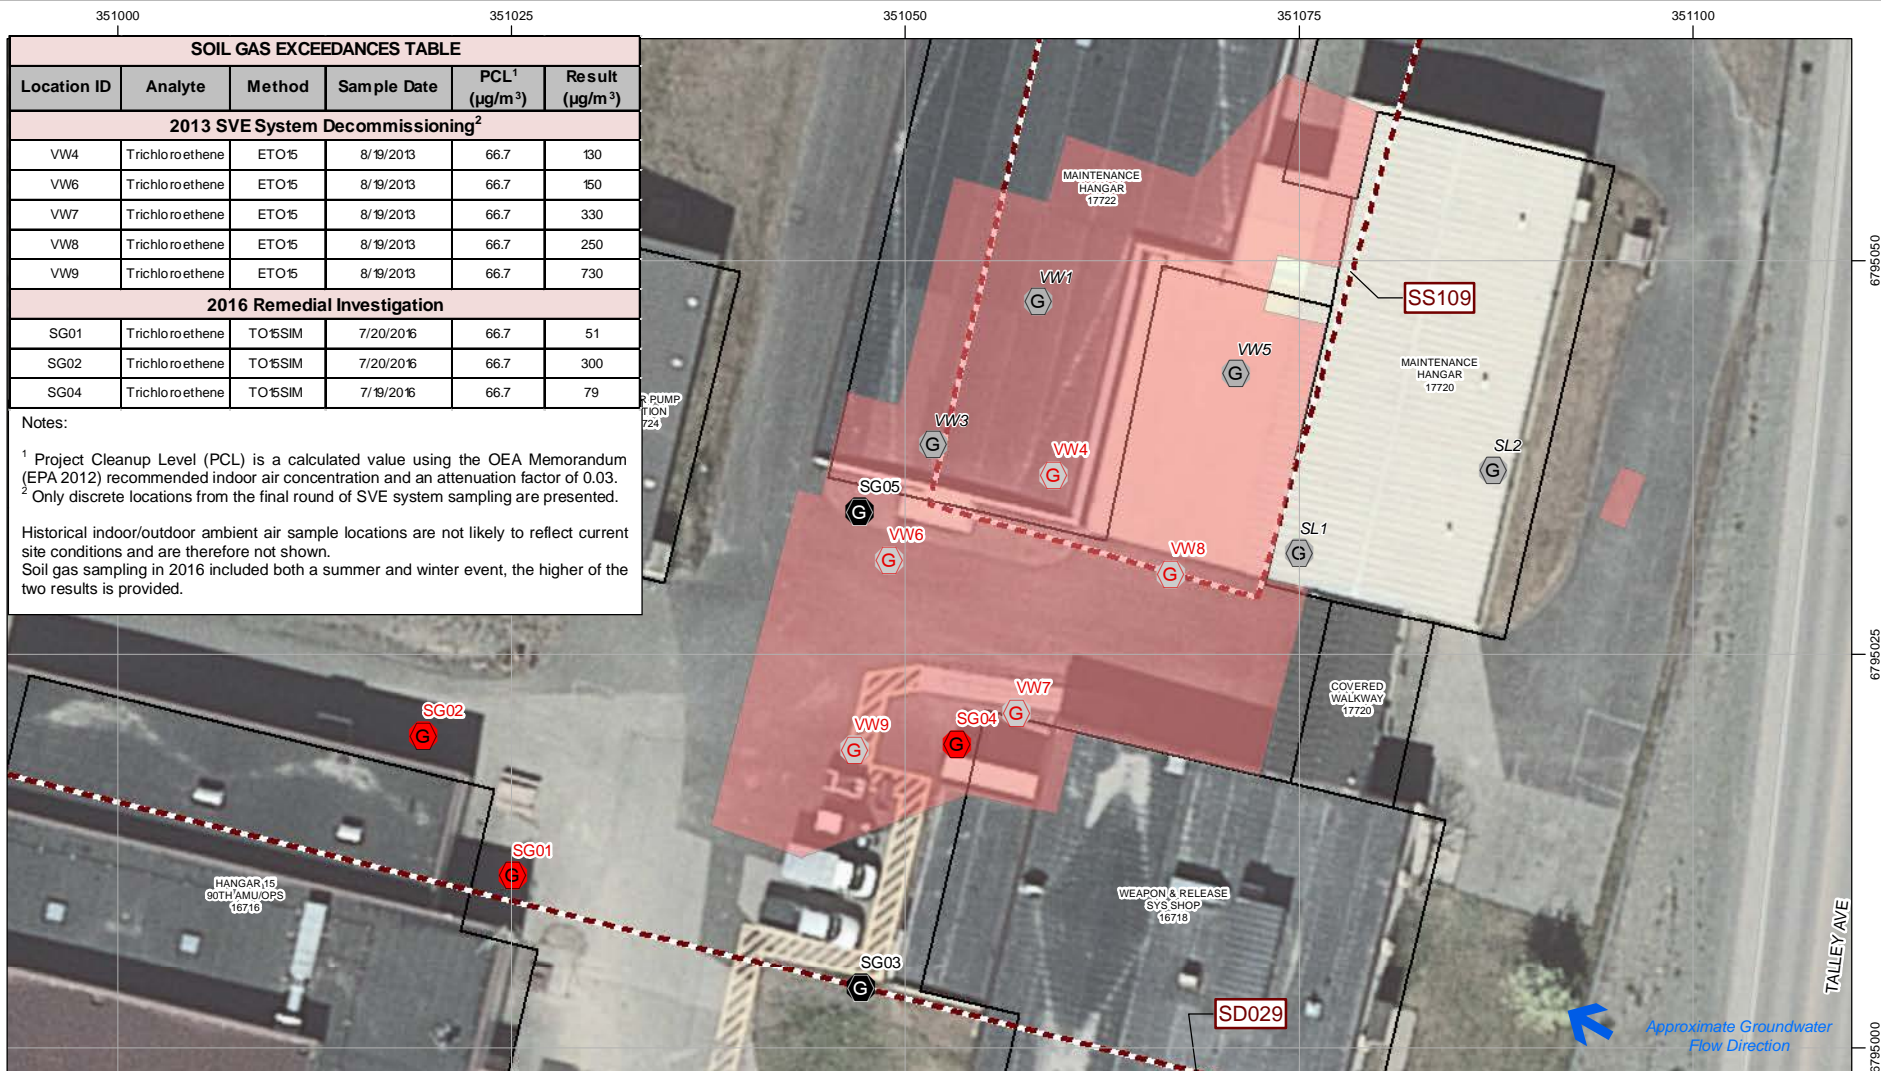 351000 351025 351050 351075 351100
SOIL GAS EXCEEDANCES TABLE
Location ID Analyte Method Sample Date PCL¹ (µg/m³) Result (µg/m³)
2013 SVE System Decommissioning²
VW4 Trichloroethene ETO15 8/19/2013 66.7 130
VW6 Trichloroethene ETO15 8/19/2013 66.7 150
VW7 Trichloroethene ETO15 8/19/2013 66.7 330
VW8 Trichloroethene ETO15 8/19/2013 66.7 250
VW9 Trichloroethene ETO15 8/19/2013 66.7 730
2016 Remedial Investigation
SG01 Trichloroethene TO15SIM 7/20/2016 66.7 51
SG02 Trichloroethene TO15SIM 7/20/2016 66.7 300
SG04 Trichloroethene TO15SIM 7/19/2016 66.7 79
Notes:
¹ Project Cleanup Level (PCL) is a calculated value using the OEA Memorandum
(EPA 2012) recommended indoor air concentration and an attenuation factor of 0.03.
² Only discrete locations from the final round of SVE system sampling are presented.
Historical indoor/outdoor ambient air sample locations are not likely to reflect current
site conditions and are therefore not shown.
Soil gas sampling in 2016 included both a summer and winter event, the higher of the
two results is provided.
R PUMP
TION
724
MAINTENANCE
HANGAR
17722
VW1
G
VW5
G
VW3
G
VW4
G
SG05
G
VW6
G
VW8
G
SS109
MAINTENANCE
HANGAR
17720
SL2
G
SL1
G
6795050
6795025
6795000
COVERED
WALKWAY
17720
VW7
G
SG04
G
VW9
G
SG02
G
SG01
G
HANGAR 15
90TH AMU/OPS
16716
WEAPON & RELEASE
SYS SHOP
16718
SG03
G
SD029
TALLEY AVE
Approximate Groundwater
Flow Direction